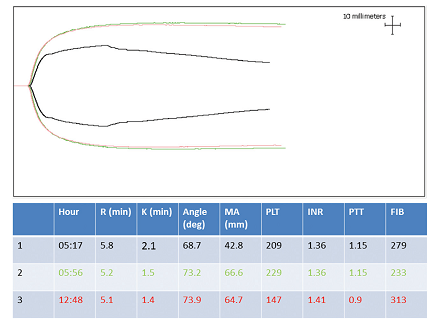 10 millimeters
Hour R (min) K (min) Angle (deg) MA (mm) PLT INR PTT FIB
1 05:17 5.8 2.1 68.7 42.8 209 1.36 1.15 279
2 05:56 5.2 1.5 73.2 66.6 229 1.36 1.15 233
3 12:48 5.1 1.4 73.9 64.7 147 1.41 0.9 313